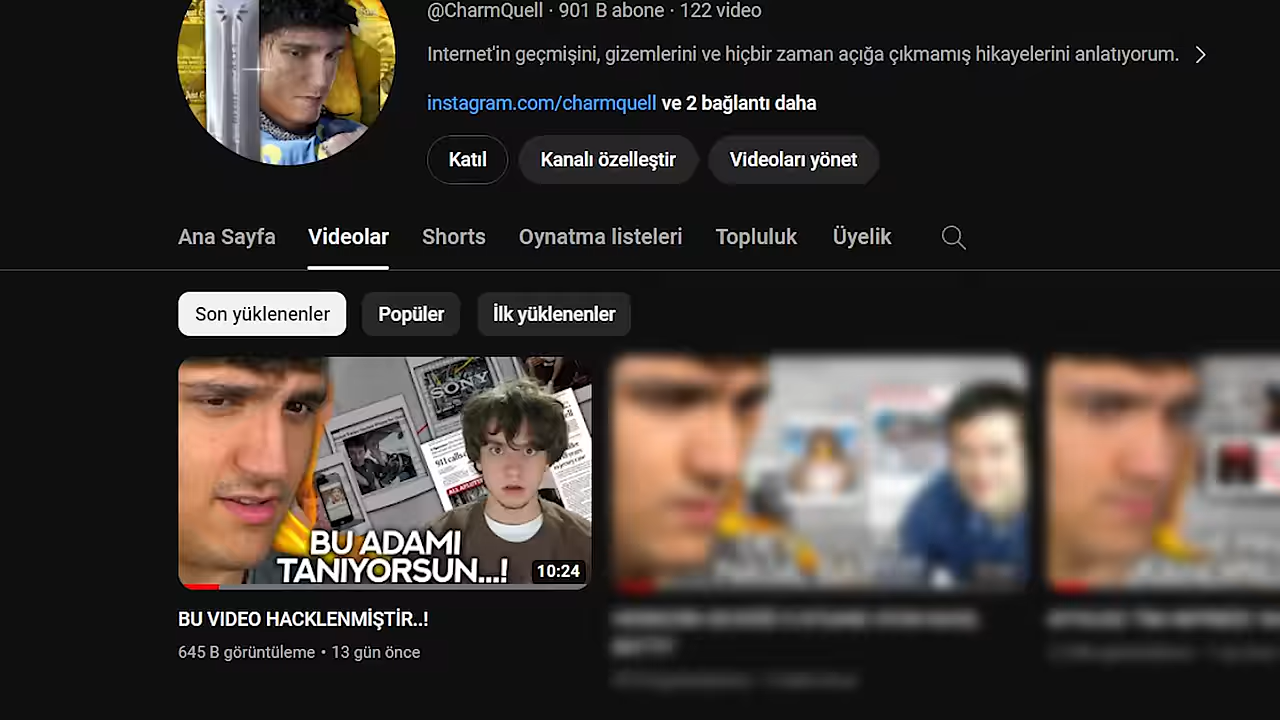 @CharmQuell · 901 B abone · 122 video
Internet'in geçmişini, gizemlerini ve hiçbir zaman açığa çıkmamış hikayelerini anlatıyorum.
instagram.com/charmquell ve 2 bağlantı daha
Katıl Kanalı özelleştir Videoları yönet
Ana Sayfa Videolar Shorts Oynatma listeleri Topluluk Üyelik
Son yüklenenler Popüler İlk yüklenenler
SONY
911 calls
BU ADAMI
TANIYORSUN...!
10:24
BU VIDEO HACKLENMİŞTİR..!
645 B görüntüleme • 13 gün önce